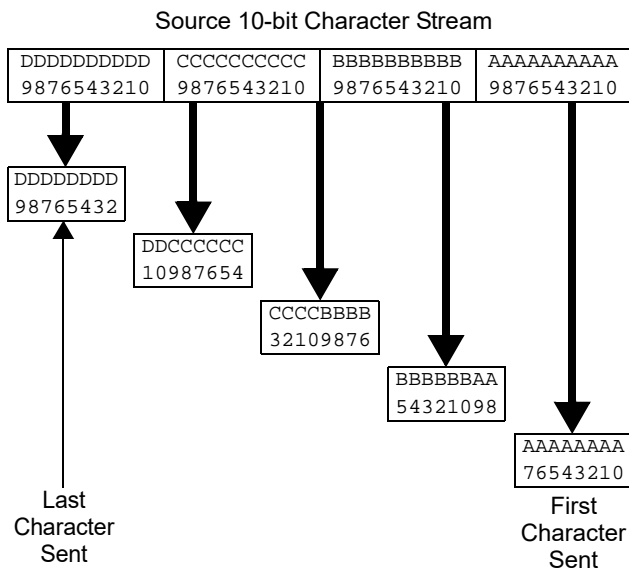 Source 10-bit Character Stream
DDDDDDDDDD CCCCCCCCCC BBBBBBBBBB AAAAAAAAAA
9876543210 9876543210 9876543210 9876543210
DDDDDDDD
98765432
DDCCCCCC
10987654
CCCCBBBB
32109876
BBBBBBAA
54321098
AAAAAAAA
76543210
Last
Character
Sent
First
Character
Sent